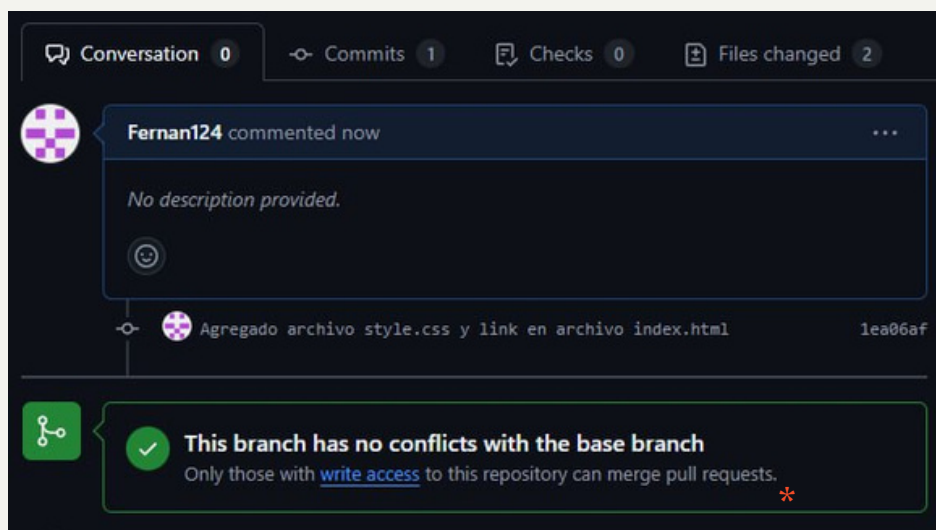 Conversation 0 Commits 1 Checks 0 Files changed 2
Fernan124 commented now ...
No description provided.
Agregado archivo style.css y link en archivo index.html 1ea06af
This branch has no conflicts with the base branch
Only those with write access to this repository can merge pull requests.
*